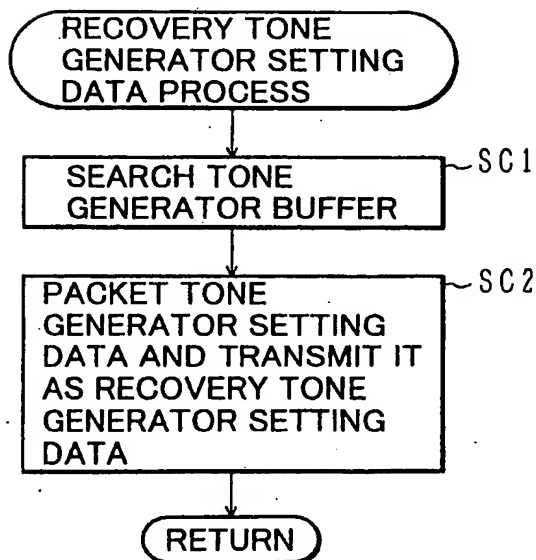 RECOVERY TONE
GENERATOR SETTING
DATA PROCESS
SC1
SEARCH TONE
GENERATOR BUFFER
SC2
PACKET TONE
GENERATOR SETTING
DATA AND TRANSMIT IT
AS RECOVERY TONE
GENERATOR SETTING
DATA
RETURN